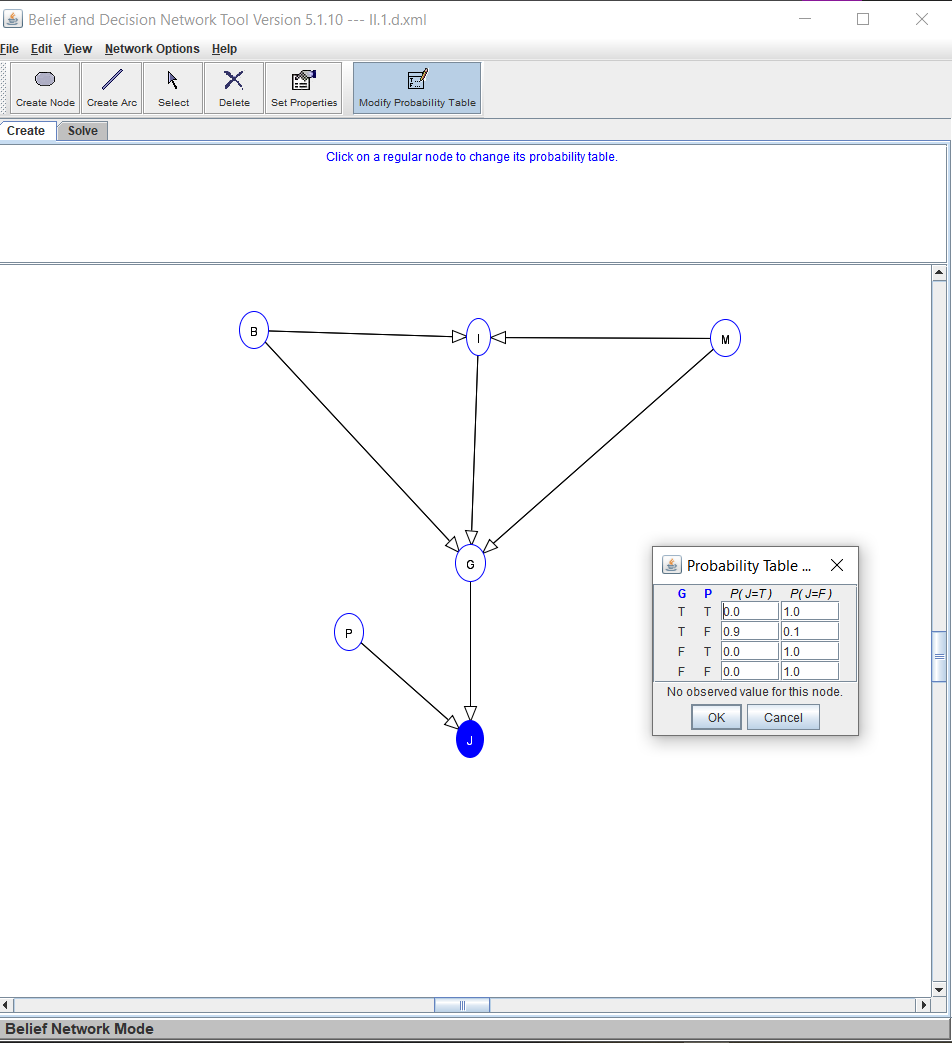 Belief and Decision Network Tool Version 5.1.10 --- II.1.d.xml
File Edit View Network Options Help
Create Node Create Arc Select Delete Set Properties Modify Probability Table
Create Solve
Click on a regular node to change its probability table.
B I M
G
P
J
Probability Table ...
G P P(J=T) P(J=F)
T T 0.0 1.0
T F 0.9 0.1
F T 0.0 1.0
F F 0.0 1.0
No observed value for this node.
OK Cancel
Belief Network Mode